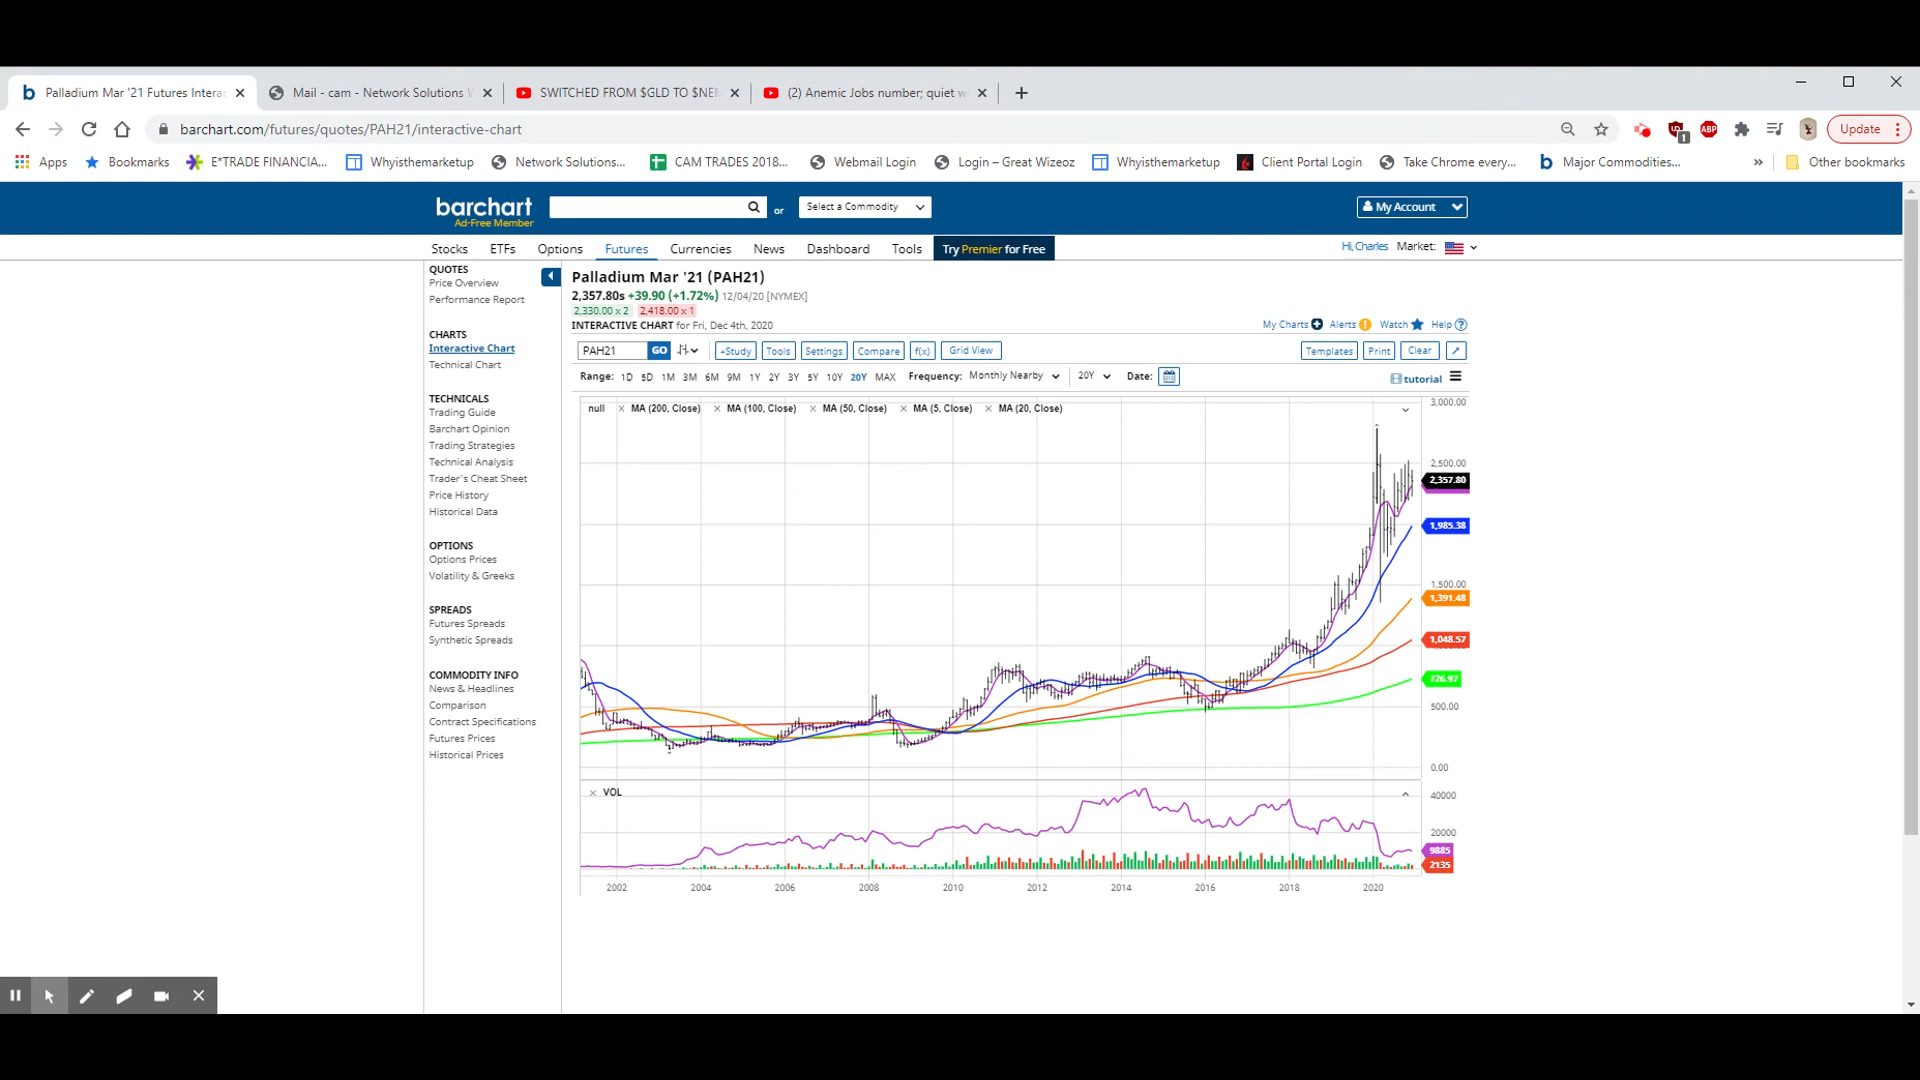 Palladium Mar '21 Futures Intera
Mail - cam - Network Solutions
SWITCHED FROM $GLD TO $NEM
(2) Anemic Jobs number; quiet w
barchart.com/futures/quotes/PAH21/interactive-chart
1
ABP
Update
Apps
Bookmarks
E*TRADE FINANCIA...
Whyisthemarketup
Network Solutions...
CAM TRADES 2018...
Webmail Login
Login – Great Wizeoz
Whyisthemarketup
Client Portal Login
Take Chrome every...
Major Commodities...
»
Other bookmarks
barchart
Ad-Free Member
or
Select a Commodity
My Account
Stocks
ETFs
Options
Futures
Currencies
News
Dashboard
Tools
Try Premier for Free
Hi, Charles
Market:
QUOTES
Price Overview
Performance Report
CHARTS
Interactive Chart
Technical Chart
TECHNICALS
Trading Guide
Barchart Opinion
Trading Strategies
Technical Analysis
Trader's Cheat Sheet
Price History
Historical Data
OPTIONS
Options Prices
Volatility & Greeks
SPREADS
Futures Spreads
Synthetic Spreads
COMMODITY INFO
News & Headlines
Comparison
Contract Specifications
Futures Prices
Historical Prices
Palladium Mar '21 (PAH21)
2,357.80s +39.90 (+1.72%) 12/04/20 [NYMEX]
2,330.00 x 2 2,418.00 x 1
INTERACTIVE CHART for Fri, Dec 4th, 2020
My Charts
Alerts
Watch
Help
PAH21
GO
+Study
Tools
Settings
Compare
f(x)
Grid View
Templates
Print
Clear
Range: 1D 5D 1M 3M 6M 9M 1Y 2Y 3Y 5Y 10Y 20Y MAX
Frequency: Monthly Nearby
20Y
Date:
tutorial
null
MA (200, Close)
MA (100, Close)
MA (50, Close)
MA (5, Close)
MA (20, Close)
3,000.00
2,500.00
2,357.80
1,985.38
1,500.00
1,391.48
1,048.57
726.97
500.00
0.00
VOL
40000
20000
9885
2135
2002 2004 2006 2008 2010 2012 2014 2016 2018 2020